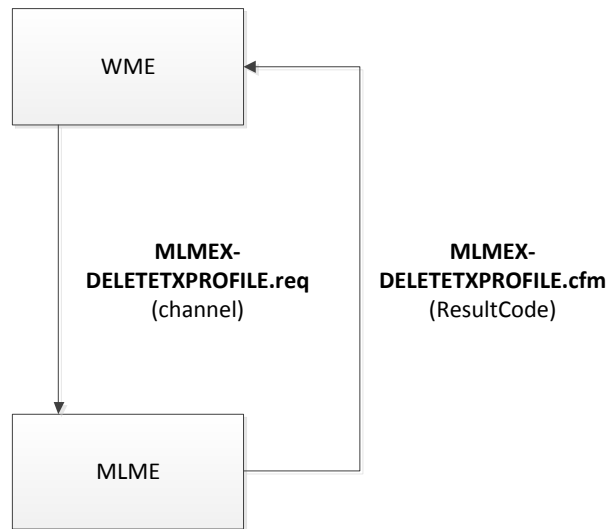 WME
MLMEX-
DELETETXPROFILE.req
(channel)
MLMEX-
DELETETXPROFILE.cfm
(ResultCode)
MLME